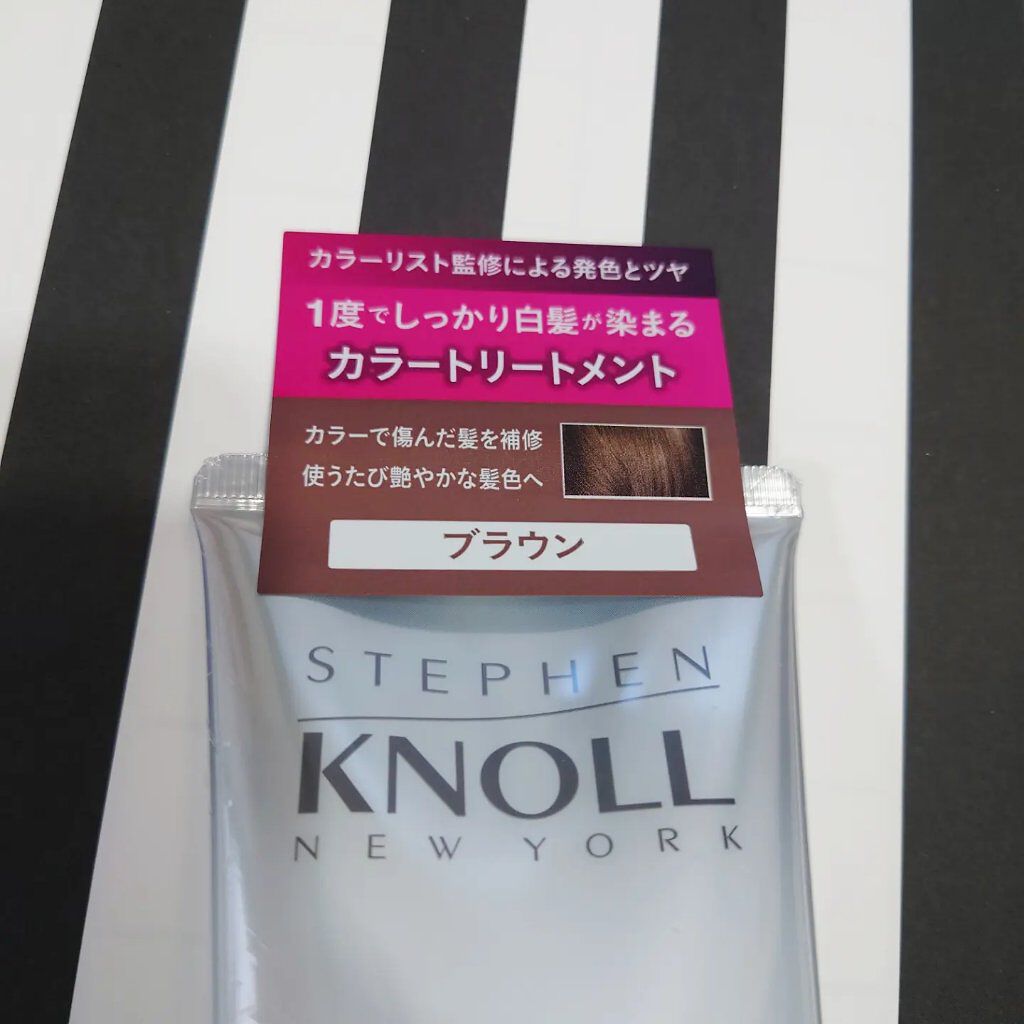 カラーリスト監修による発色とツヤ
1度でしっかり白髪が染まる
カラートリートメント
カラーで傷んだ髪を補修
使うたび艶やかな髪色へ
ブラウン
STEPHEN
KNOLL
NEW YORK